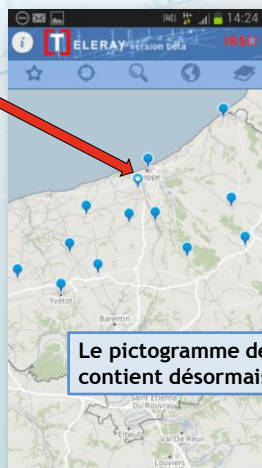 14:24
TELERAY version beta
IRSN
Dieppe
Yvetot
Barentin
Le pictogramme de
contient désormais
Saint Etienne
Du Rouvray
Elbeuf
Val De Reuil
Louviers